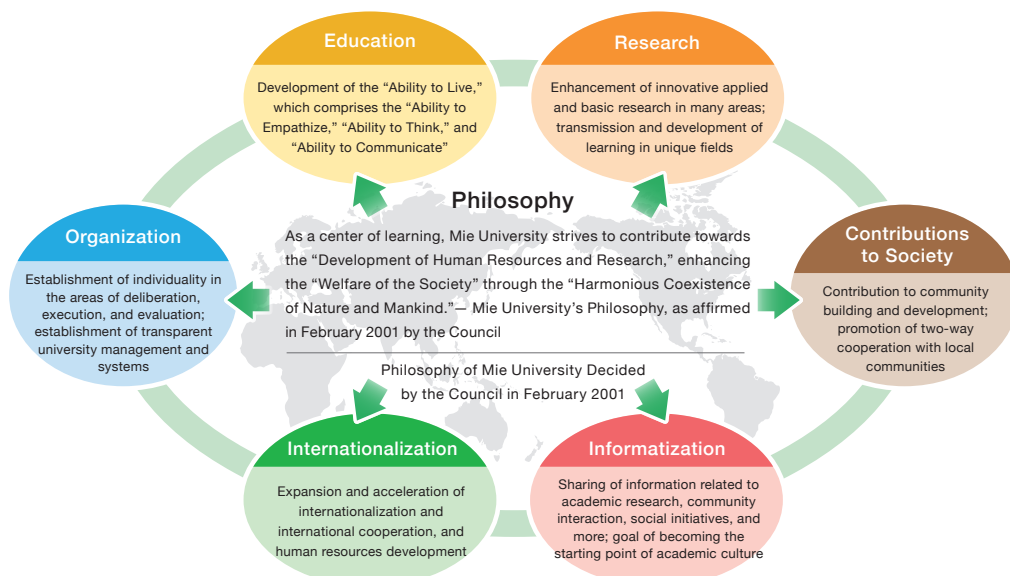 Education
Development of the “Ability to Live,”
which comprises the “Ability to
Empathize,” “Ability to Think,” and
“Ability to Communicate”
Research
Enhancement of innovative applied
and basic research in many areas;
transmission and development of
learning in unique fields
Organization
Establishment of individuality in
the areas of deliberation,
execution, and evaluation;
establishment of transparent
university management and
systems
Philosophy
As a center of learning, Mie University strives to contribute towards
the “Development of Human Resources and Research,” enhancing
the “Welfare of the Society” through the “Harmonious Coexistence
of Nature and Mankind.”— Mie University’s Philosophy, as affirmed
in February 2001 by the Council
Philosophy of Mie University Decided
by the Council in February 2001
Contributions
to Society
Contribution to community
building and development;
promotion of two-way
cooperation with local
communities
Internationalization
Expansion and acceleration of
internationalization and
international cooperation, and
human resources development
Informatization
Sharing of information related to
academic research, community
interaction, social initiatives, and
more; goal of becoming the
starting point of academic culture